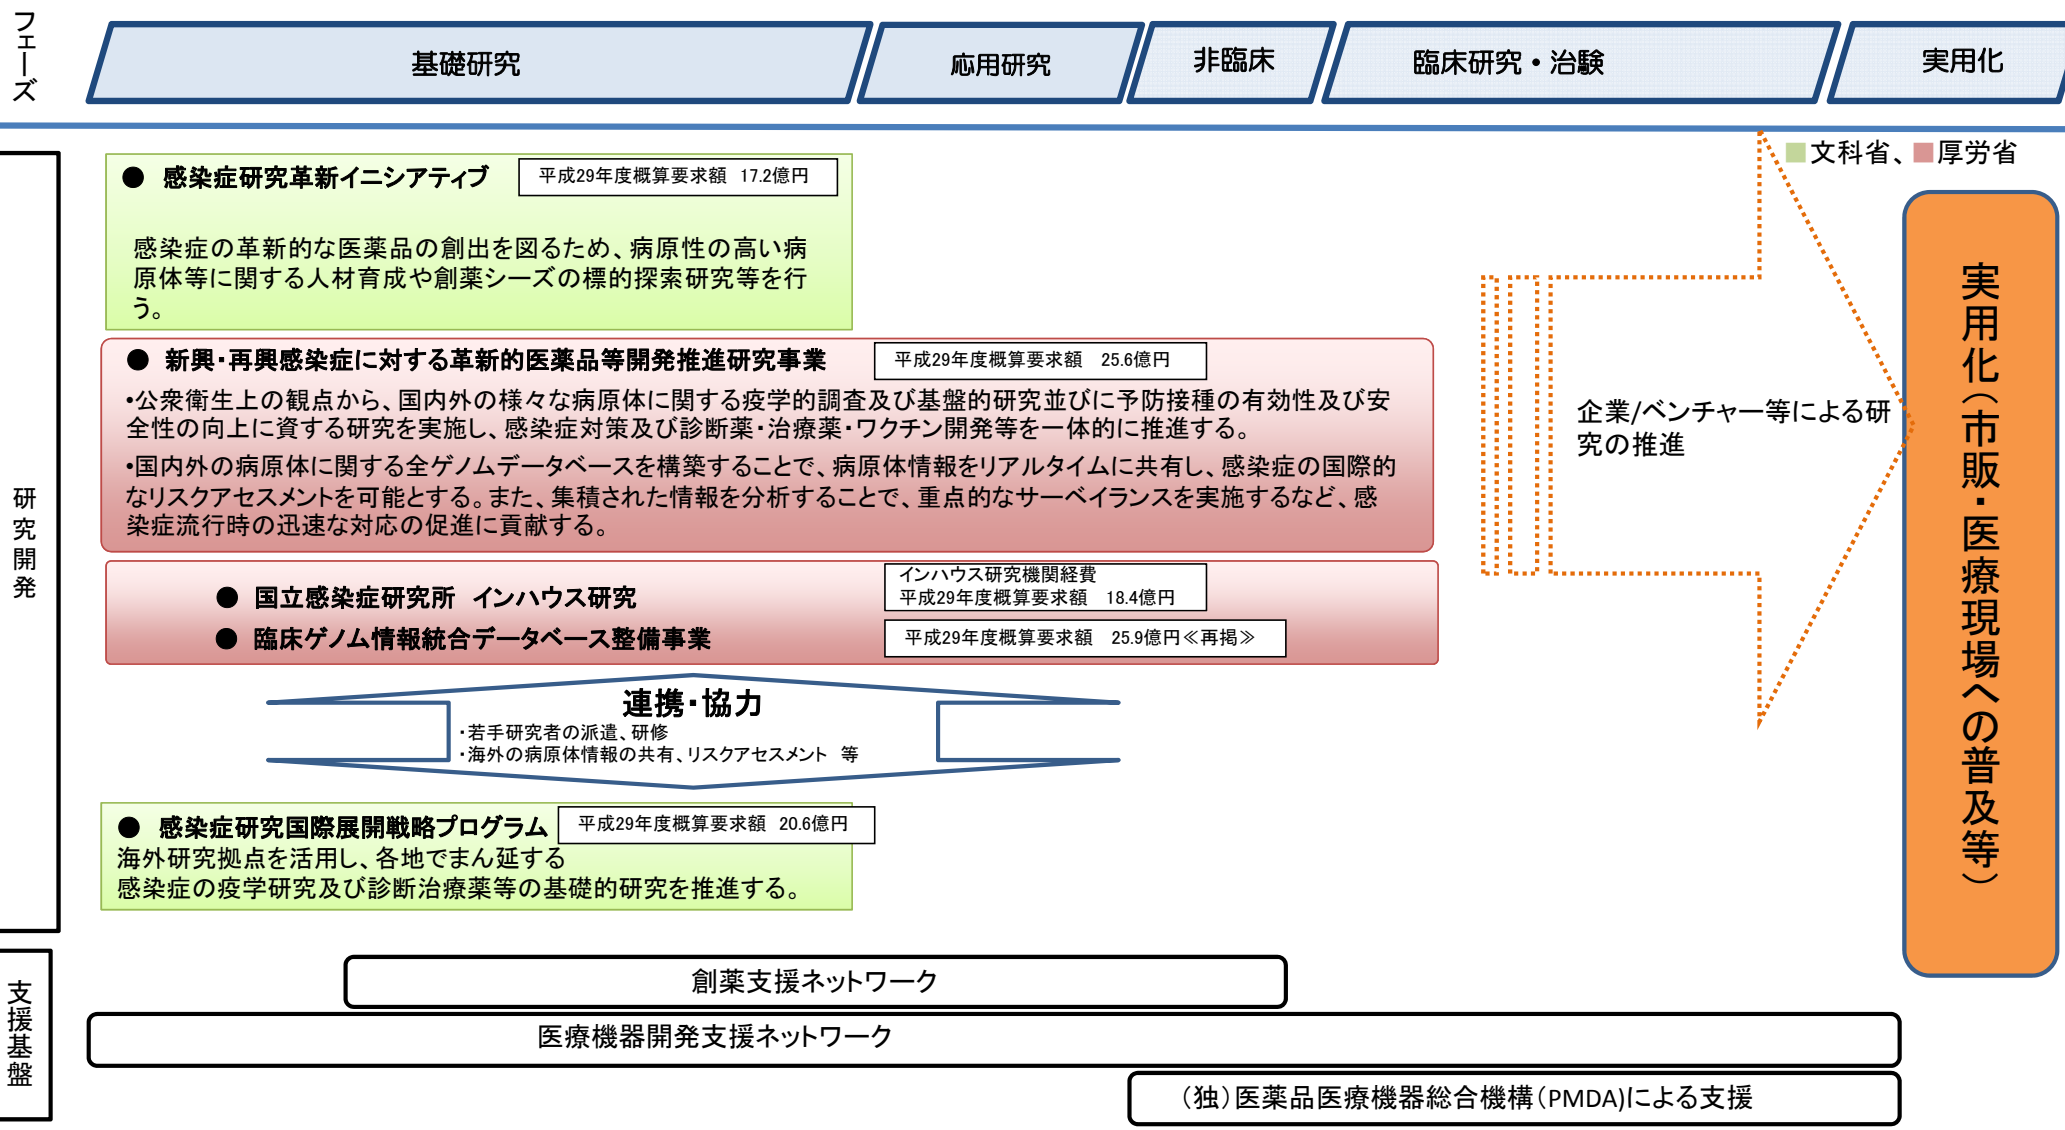 フェーズ
基礎研究
応用研究
非臨床
臨床研究・治験
実用化
■文科省、■厚労省
研究開発
● 感染症研究革新イニシアティブ
平成29年度概算要求額 17.2億円
感染症の革新的な医薬品の創出を図るため、病原性の高い病
原体等に関する人材育成や創薬シーズの標的探索研究等を行
う。
● 新興・再興感染症に対する革新的医薬品等開発推進研究事業
平成29年度概算要求額 25.6億円
・公衆衛生上の観点から、国内外の様々な病原体に関する疫学的調査及び基盤的研究並びに予防接種の有効性及び安
全性の向上に資する研究を実施し、感染症対策及び診断薬・治療薬・ワクチン開発等を一体的に推進する。
・国内外の病原体に関する全ゲノムデータベースを構築することで、病原体情報をリアルタイムに共有し、感染症の国際的
なリスクアセスメントを可能とする。また、集積された情報を分析することで、重点的なサーベイランスを実施するなど、感
染症流行時の迅速な対応の促進に貢献する。
● 国立感染症研究所 インハウス研究
インハウス研究機関経費
平成29年度概算要求額 18.4億円
● 臨床ゲノム情報統合データベース整備事業
平成29年度概算要求額 25.9億円≪再掲≫
連携・協力
・若手研究者の派遣、研修
・海外の病原体情報の共有、リスクアセスメント 等
● 感染症研究国際展開戦略プログラム
平成29年度概算要求額 20.6億円
海外研究拠点を活用し、各地でまん延する
感染症の疫学研究及び診断治療薬等の基礎的研究を推進する。
企業/ベンチャー等による研
究の推進
実用化（市販・医療現場への普及等）
支援基盤
創薬支援ネットワーク
医療機器開発支援ネットワーク
（独）医薬品医療機器総合機構（PMDA)による支援